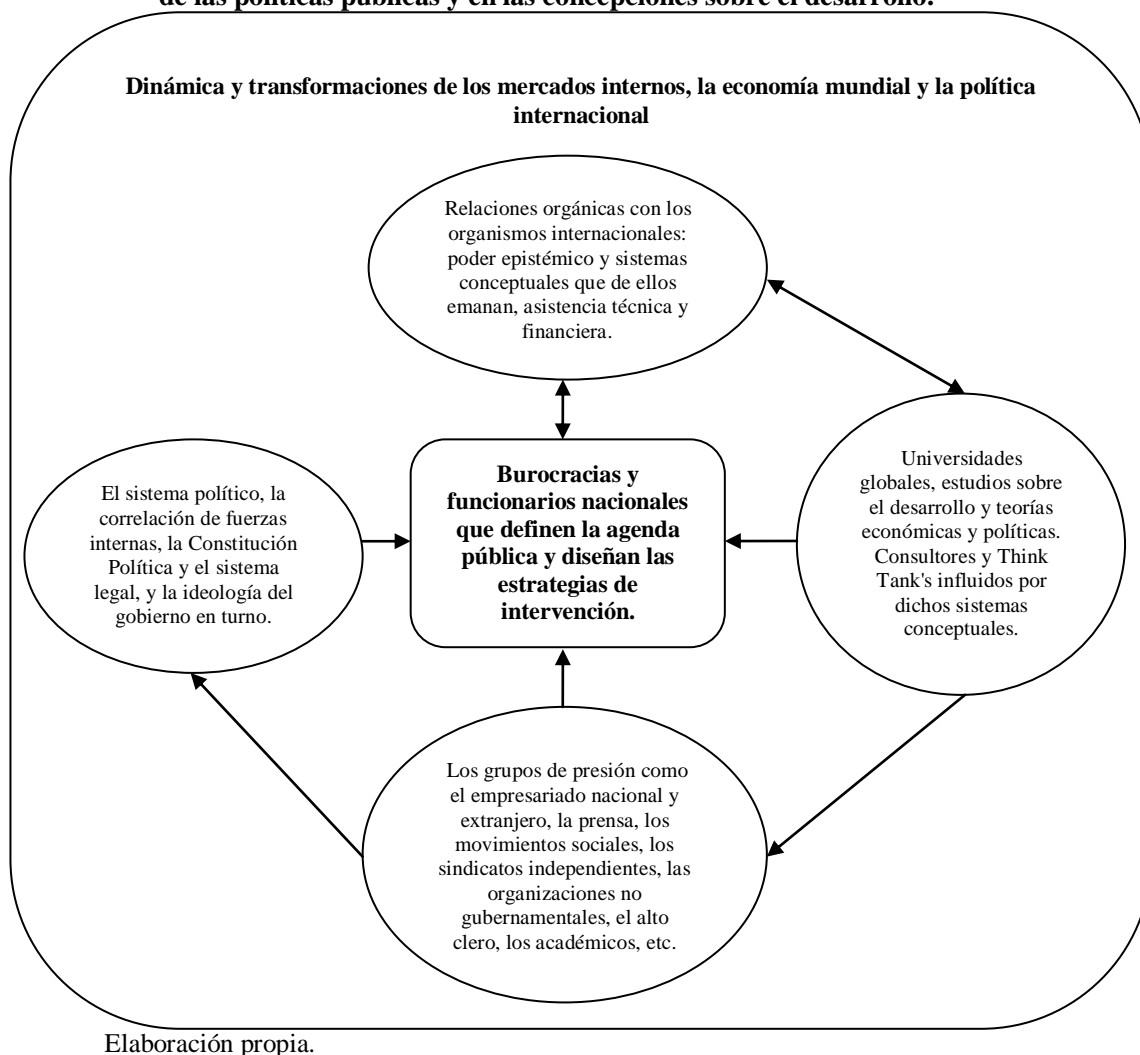 de las políticas públicas y en las concepciones sobre el desarrollo.
Dinámica y transformaciones de los mercados internos, la economía mundial y la política
internacional
Relaciones orgánicas con los
organismos internacionales:
poder epistémico y sistemas
conceptuales que de ellos
emanan, asistencia técnica y
financiera.
El sistema político, la
correlación de fuerzas
internas, la Constitución
Política y el sistema
legal, y la ideología del
gobierno en turno.
Burocracias y
funcionarios nacionales
que definen la agenda
pública y diseñan las
estrategias de
intervención.
Universidades
globales, estudios sobre
el desarrollo y teorías
económicas y políticas.
Consultores y Think
Tank's influidos por
dichos sistemas
conceptuales.
Los grupos de presión como
el empresariado nacional y
extranjero, la prensa, los
movimientos sociales, los
sindicatos independientes, las
organizaciones no
gubernamentales, el alto
clero, los académicos, etc.
Elaboración propia.